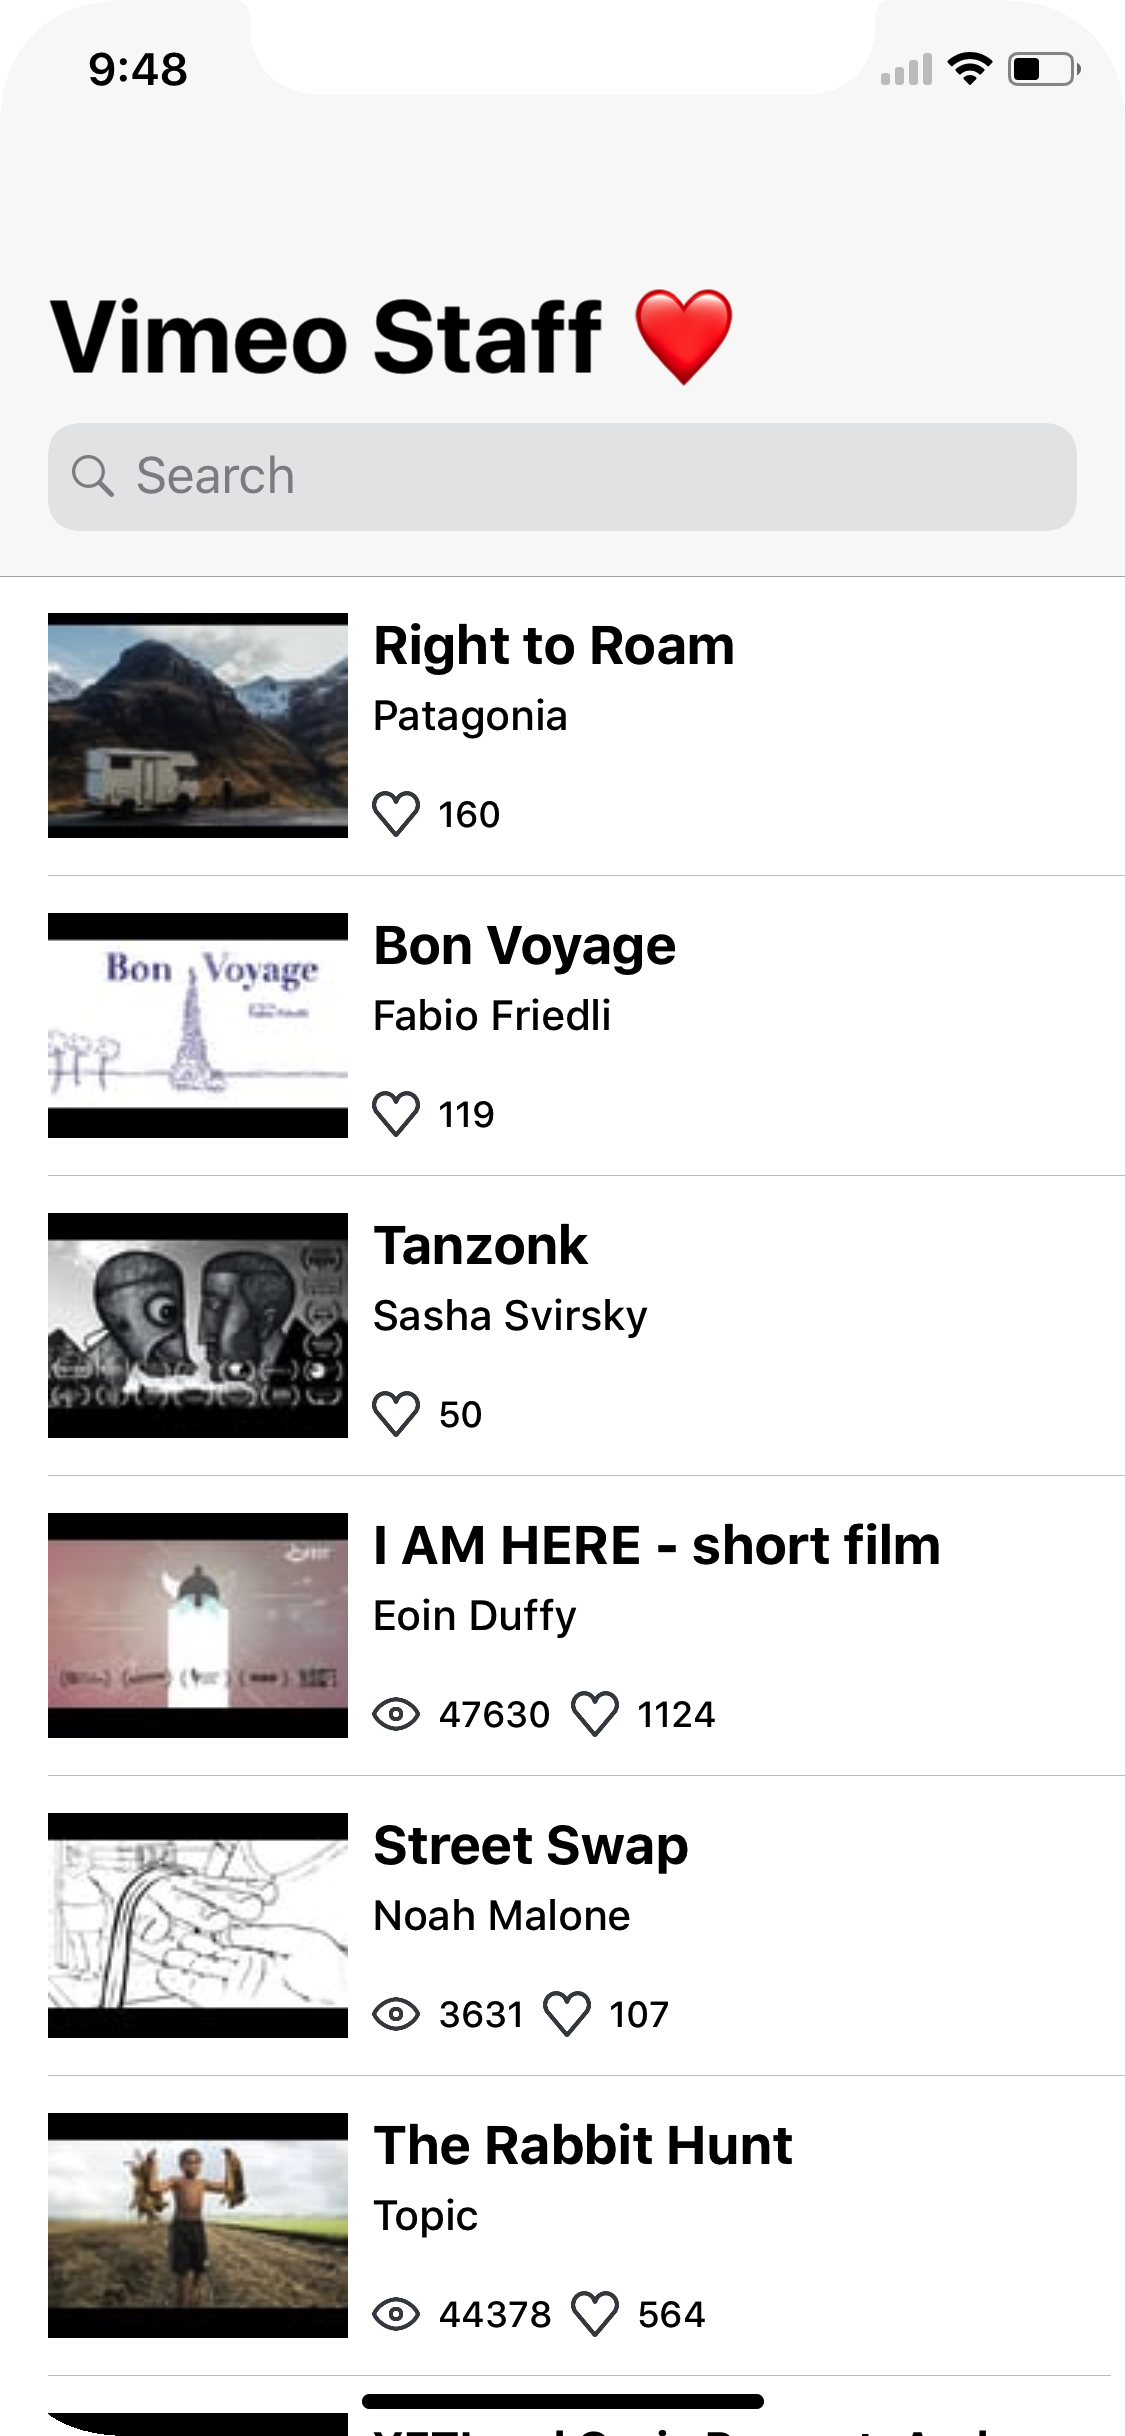 9:48
Vimeo Staff ❤️
Search
Right to Roam
Patagonia
160
Bon Voyage
Bon Voyage
Fabio Friedli
119
Tanzonk
Sasha Svirsky
50
I AM HERE - short film
Eoin Duffy
47630 1124
Street Swap
Noah Malone
3631 107
The Rabbit Hunt
Topic
44378 564